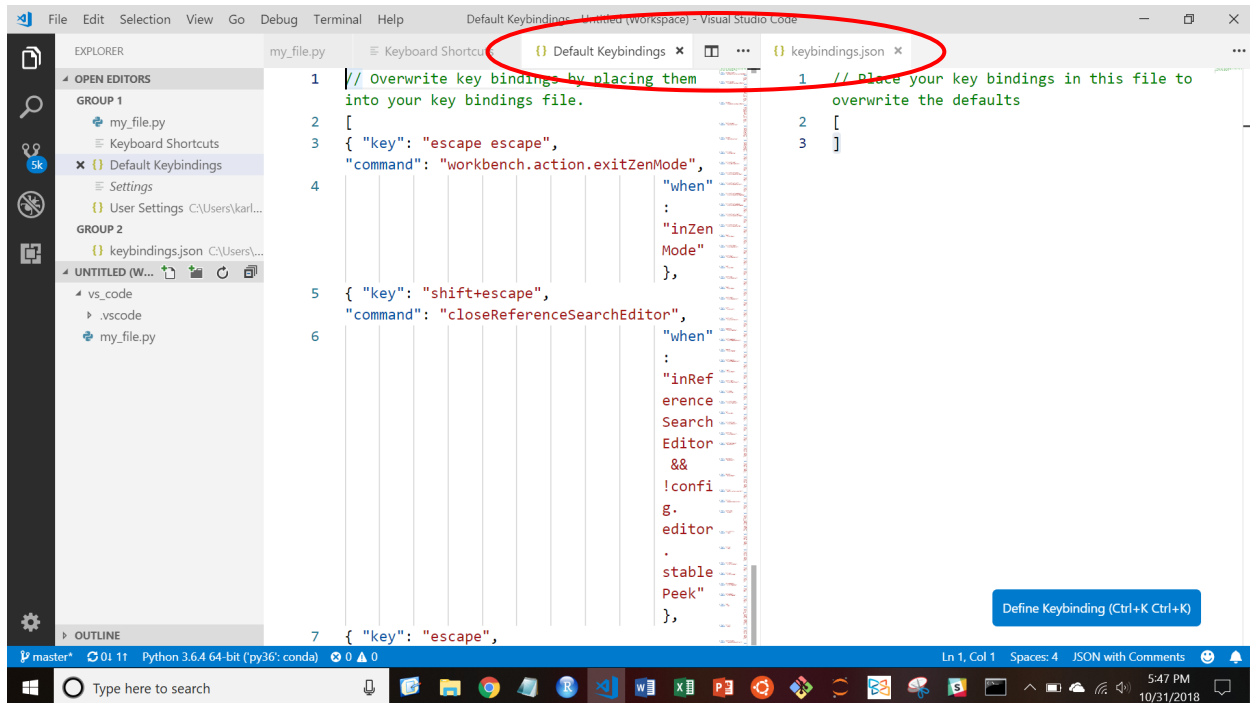 File Edit Selection View Go Debug Terminal Help
Default Keybindings - Untitled (Workspace) - Visual Studio Code
EXPLORER
OPEN EDITORS
GROUP 1
my_file.py
Keyboard Shortcuts
Default Keybindings
Settings
User Settings C:\Users\karl...
GROUP 2
keybindings.json C:\Users\...
UNTITLED (W...
vs_code
.vscode
my_file.py
OUTLINE
5k
my_file.py
Keyboard Shortcuts
{} Default Keybindings ×
1 // Overwrite key bindings by placing them
into your key bindings file.
2 [
3 { "key": "escape escape",
"command": "workbench.action.exitZenMode",
4 "when"
:
"inZen
Mode"
},
5 { "key": "shift+escape",
"command": "closeReferenceSearchEditor",
6 "when"
:
"inRef
erence
Search
Editor
&&
!confi
g.
editor
.
stable
Peek"
},
7 { "key": "escape",
{} keybindings.json ×
1 // Place your key bindings in this file to
overwrite the defaults
2 [
3 ]
Define Keybinding (Ctrl+K Ctrl+K)
master* 0↓ 1↑ Python 3.6.4 64-bit ('py36': conda) 0 0
Ln 1, Col 1 Spaces: 4 JSON with Comments
Type here to search
5:47 PM
10/31/2018